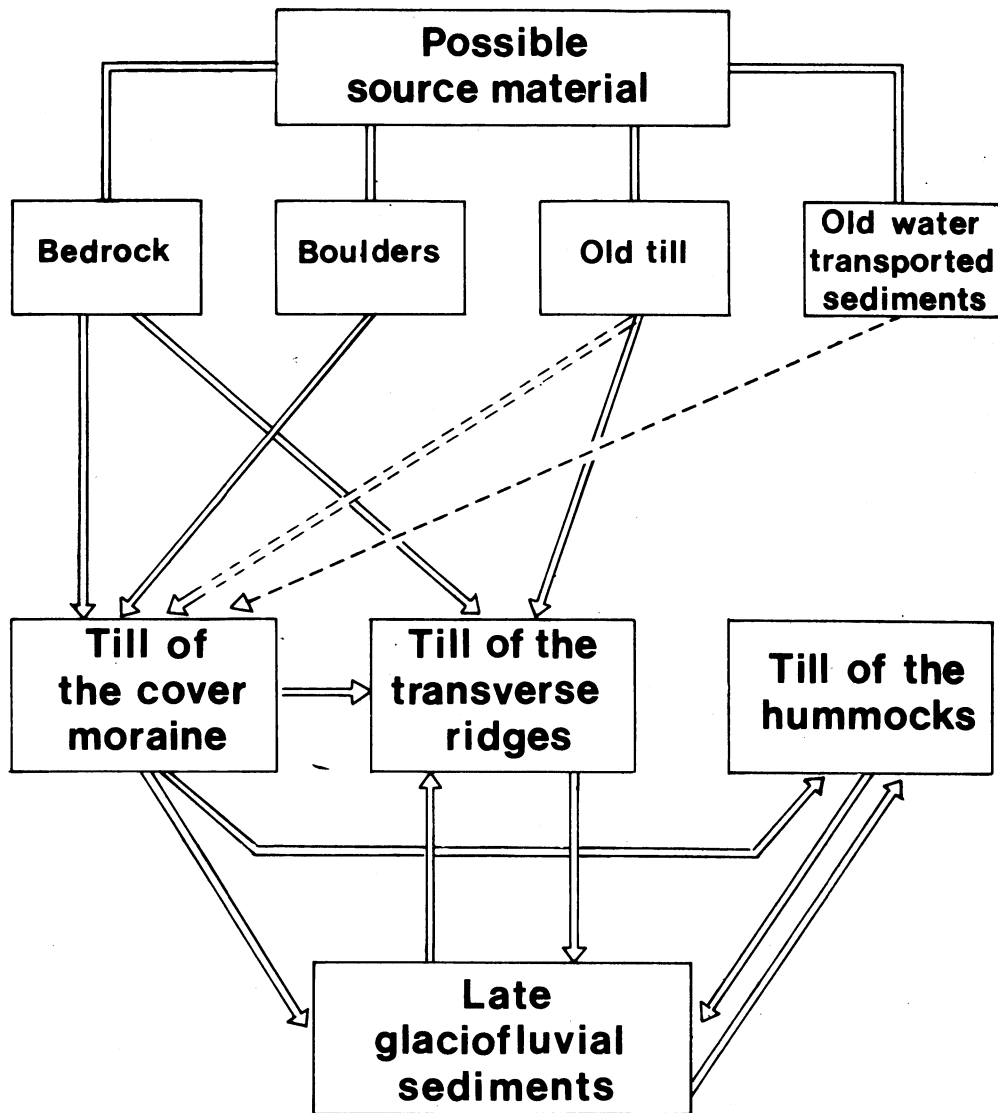 Possible
source material
Bedrock
Boulders
Old till
Old water
transported
sediments
Till of
the cover
moraine
Till of the
transverse
ridges
Till of the
hummocks
Late
glaciofluvial
sediments